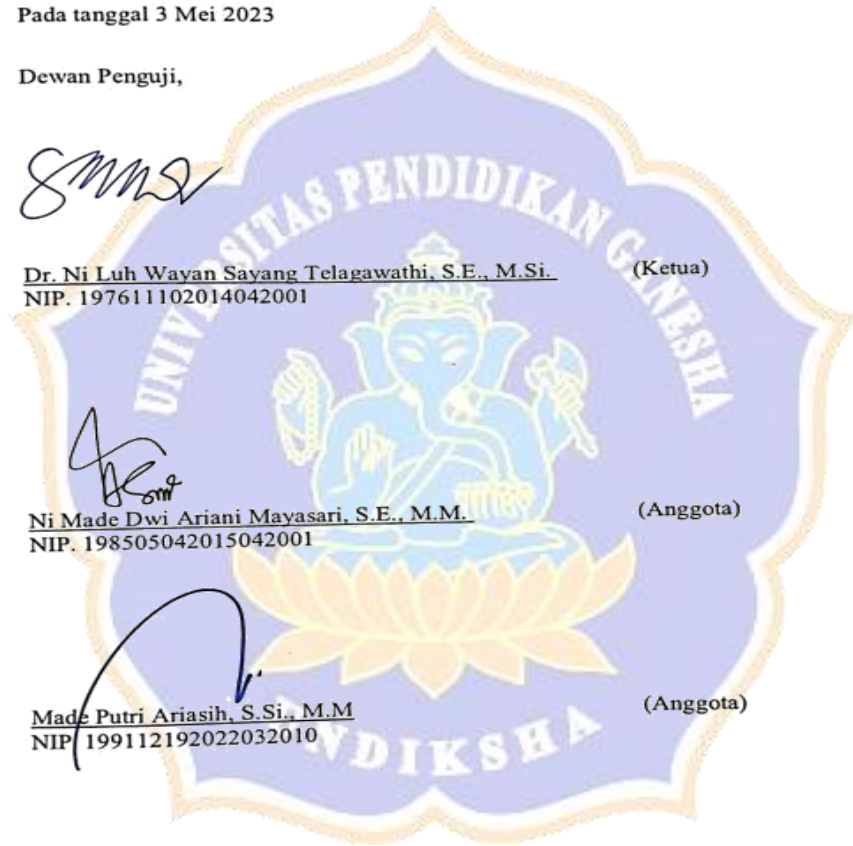 Pada tanggal 3 Mei 2023
Dewan Penguji,
Dr. Ni Luh Wayan Sayang Telagawathi, S.E., M.Si. (Ketua)
NIP. 197611102014042001
Ni Made Dwi Ariani Mayasari, S.E., M.M. (Anggota)
NIP. 198505042015042001
Made Putri Ariasih, S.Si., M.M (Anggota)
NIP 199112192022032010
UNIVERSITAS PENDIDIKAN GANESHA
UNDIKSHA